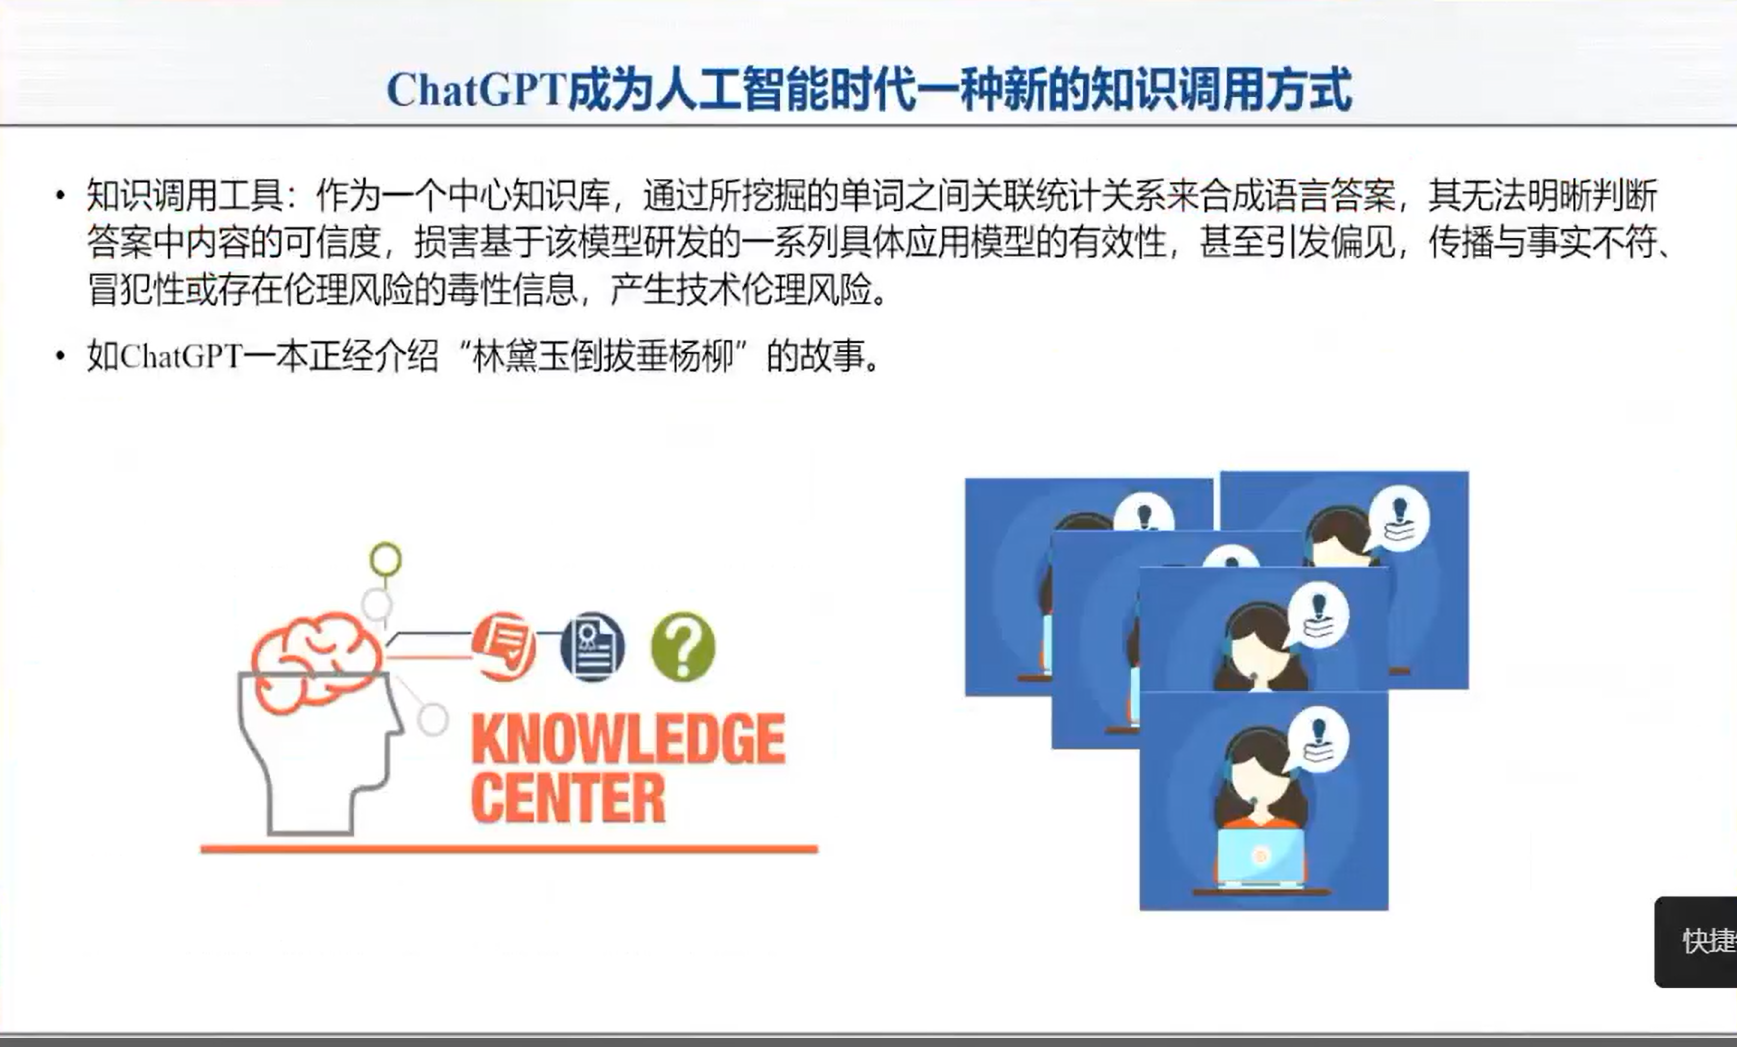 ChatGPT成为人工智能时代一种新的知识调用方式
• 知识调用工具：作为一个中心知识库，通过所挖掘的单词之间关联统计关系来合成语言答案，其无法明晰判断
答案中内容的可信度，损害基于该模型研发的一系列具体应用模型的有效性，甚至引发偏见，传播与事实不符、
冒犯性或存在伦理风险的毒性信息，产生技术伦理风险。
• 如ChatGPT一本正经介绍“林黛玉倒拔垂杨柳”的故事。
?
KNOWLEDGE
CENTER
快捷